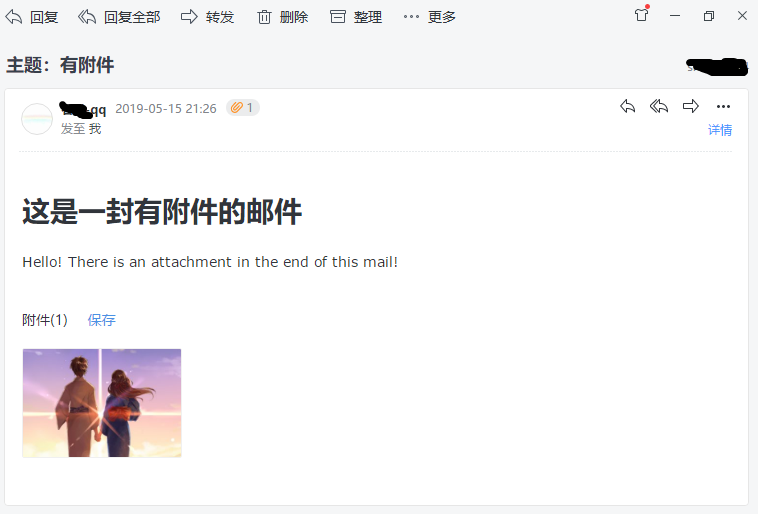 回复 回复全部 转发 删除 整理 更多
主题：有附件
qq 2019-05-15 21:26 1
发至 我
详情
这是一封有附件的邮件
Hello! There is an attachment in the end of this mail!
附件(1) 保存